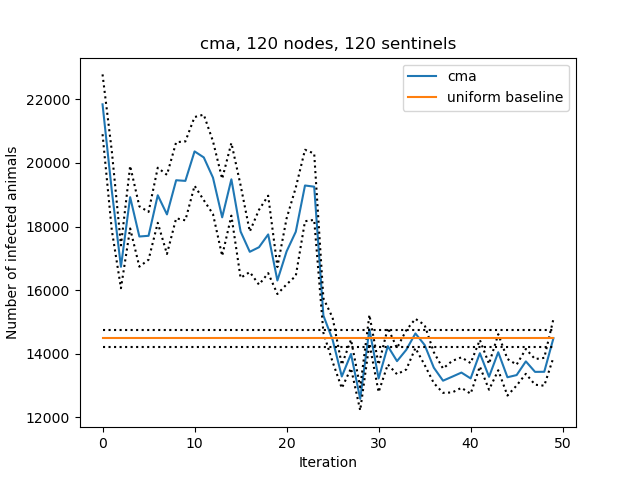 cma, 120 nodes, 120 sentinels
cma
uniform baseline
Number of infected animals
22000
20000
18000
16000
14000
12000
0 10 20 30 40 50
Iteration